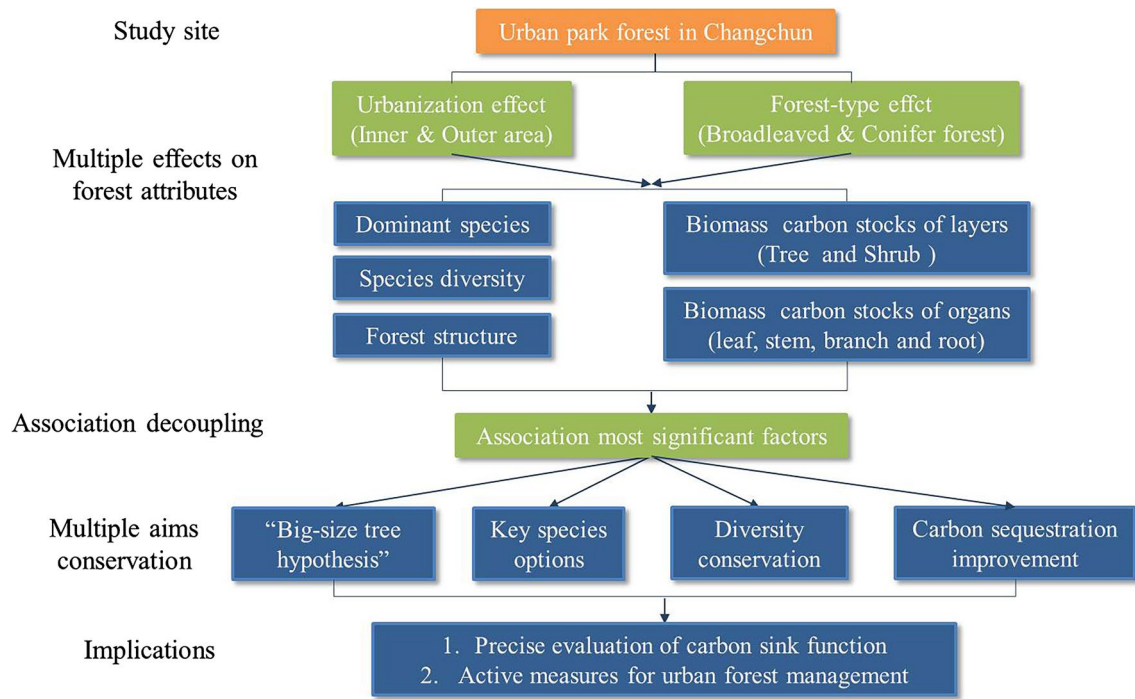 Study site
Urban park forest in Changchun
Urbanization effect
(Inner & Outer area)
Forest-type effct
(Broadleaved & Conifer forest)
Multiple effects on
forest attributes
Dominant species
Species diversity
Forest structure
Biomass carbon stocks of layers
(Tree and Shrub )
Biomass carbon stocks of organs
(leaf, stem, branch and root)
Association decoupling
Association most significant factors
Multiple aims
conservation
“Big-size tree
hypothesis”
Key species
options
Diversity
conservation
Carbon sequestration
improvement
Implications
1. Precise evaluation of carbon sink function
2. Active measures for urban forest management